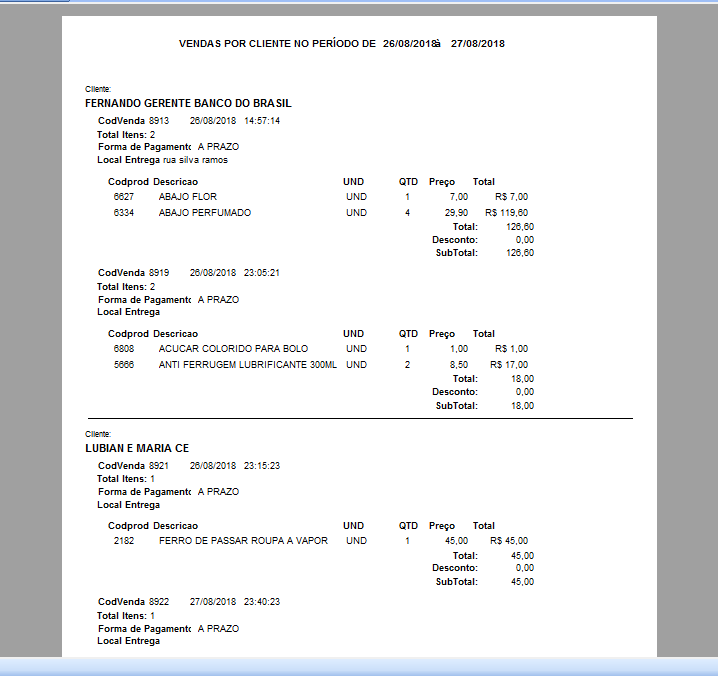 VENDAS POR CLIENTE NO PERÍODO DE 26/08/2018à 27/08/2018
Cliente:
FERNANDO GERENTE BANCO DO BRASIL
CodVenda 8913 26/08/2018 14:57:14
Total Itens: 2
Forma de Pagamento A PRAZO
Local Entrega rua silva ramos
Codprod Descricao UND QTD Preço Total
6627 ABAJO FLOR UND 1 7,00 R$ 7,00
6334 ABAJO PERFUMADO UND 4 29,90 R$ 119,60
Total: 126,60
Desconto: 0,00
SubTotal: 126,60
CodVenda 8919 26/08/2018 23:05:21
Total Itens: 2
Forma de Pagamento A PRAZO
Local Entrega
Codprod Descricao UND QTD Preço Total
6808 ACUCAR COLORIDO PARA BOLO UND 1 1,00 R$ 1,00
5666 ANTI FERRUGEM LUBRIFICANTE 300ML UND 2 8,50 R$ 17,00
Total: 18,00
Desconto: 0,00
SubTotal: 18,00
Cliente:
LUBIAN E MARIA CE
CodVenda 8921 26/08/2018 23:15:23
Total Itens: 1
Forma de Pagamento A PRAZO
Local Entrega
Codprod Descricao UND QTD Preço Total
2182 FERRO DE PASSAR ROUPA A VAPOR UND 1 45,00 R$ 45,00
Total: 45,00
Desconto: 0,00
SubTotal: 45,00
CodVenda 8922 27/08/2018 23:40:23
Total Itens: 1
Forma de Pagamento A PRAZO
Local Entrega